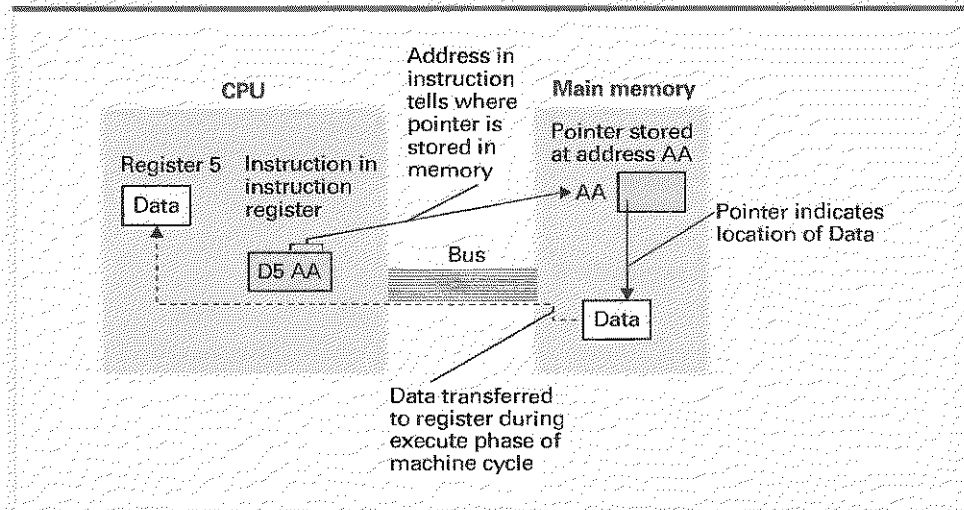 Address in
instruction
tells where
pointer is
stored in
memory
CPU
Main memory
Register 5
Data
Instruction in
instruction
register
D5 AA
Bus
Pointer stored
at address AA
AA
Pointer indicates
location of Data
Data
Data transferred
to register during
execute phase of
machine cycle